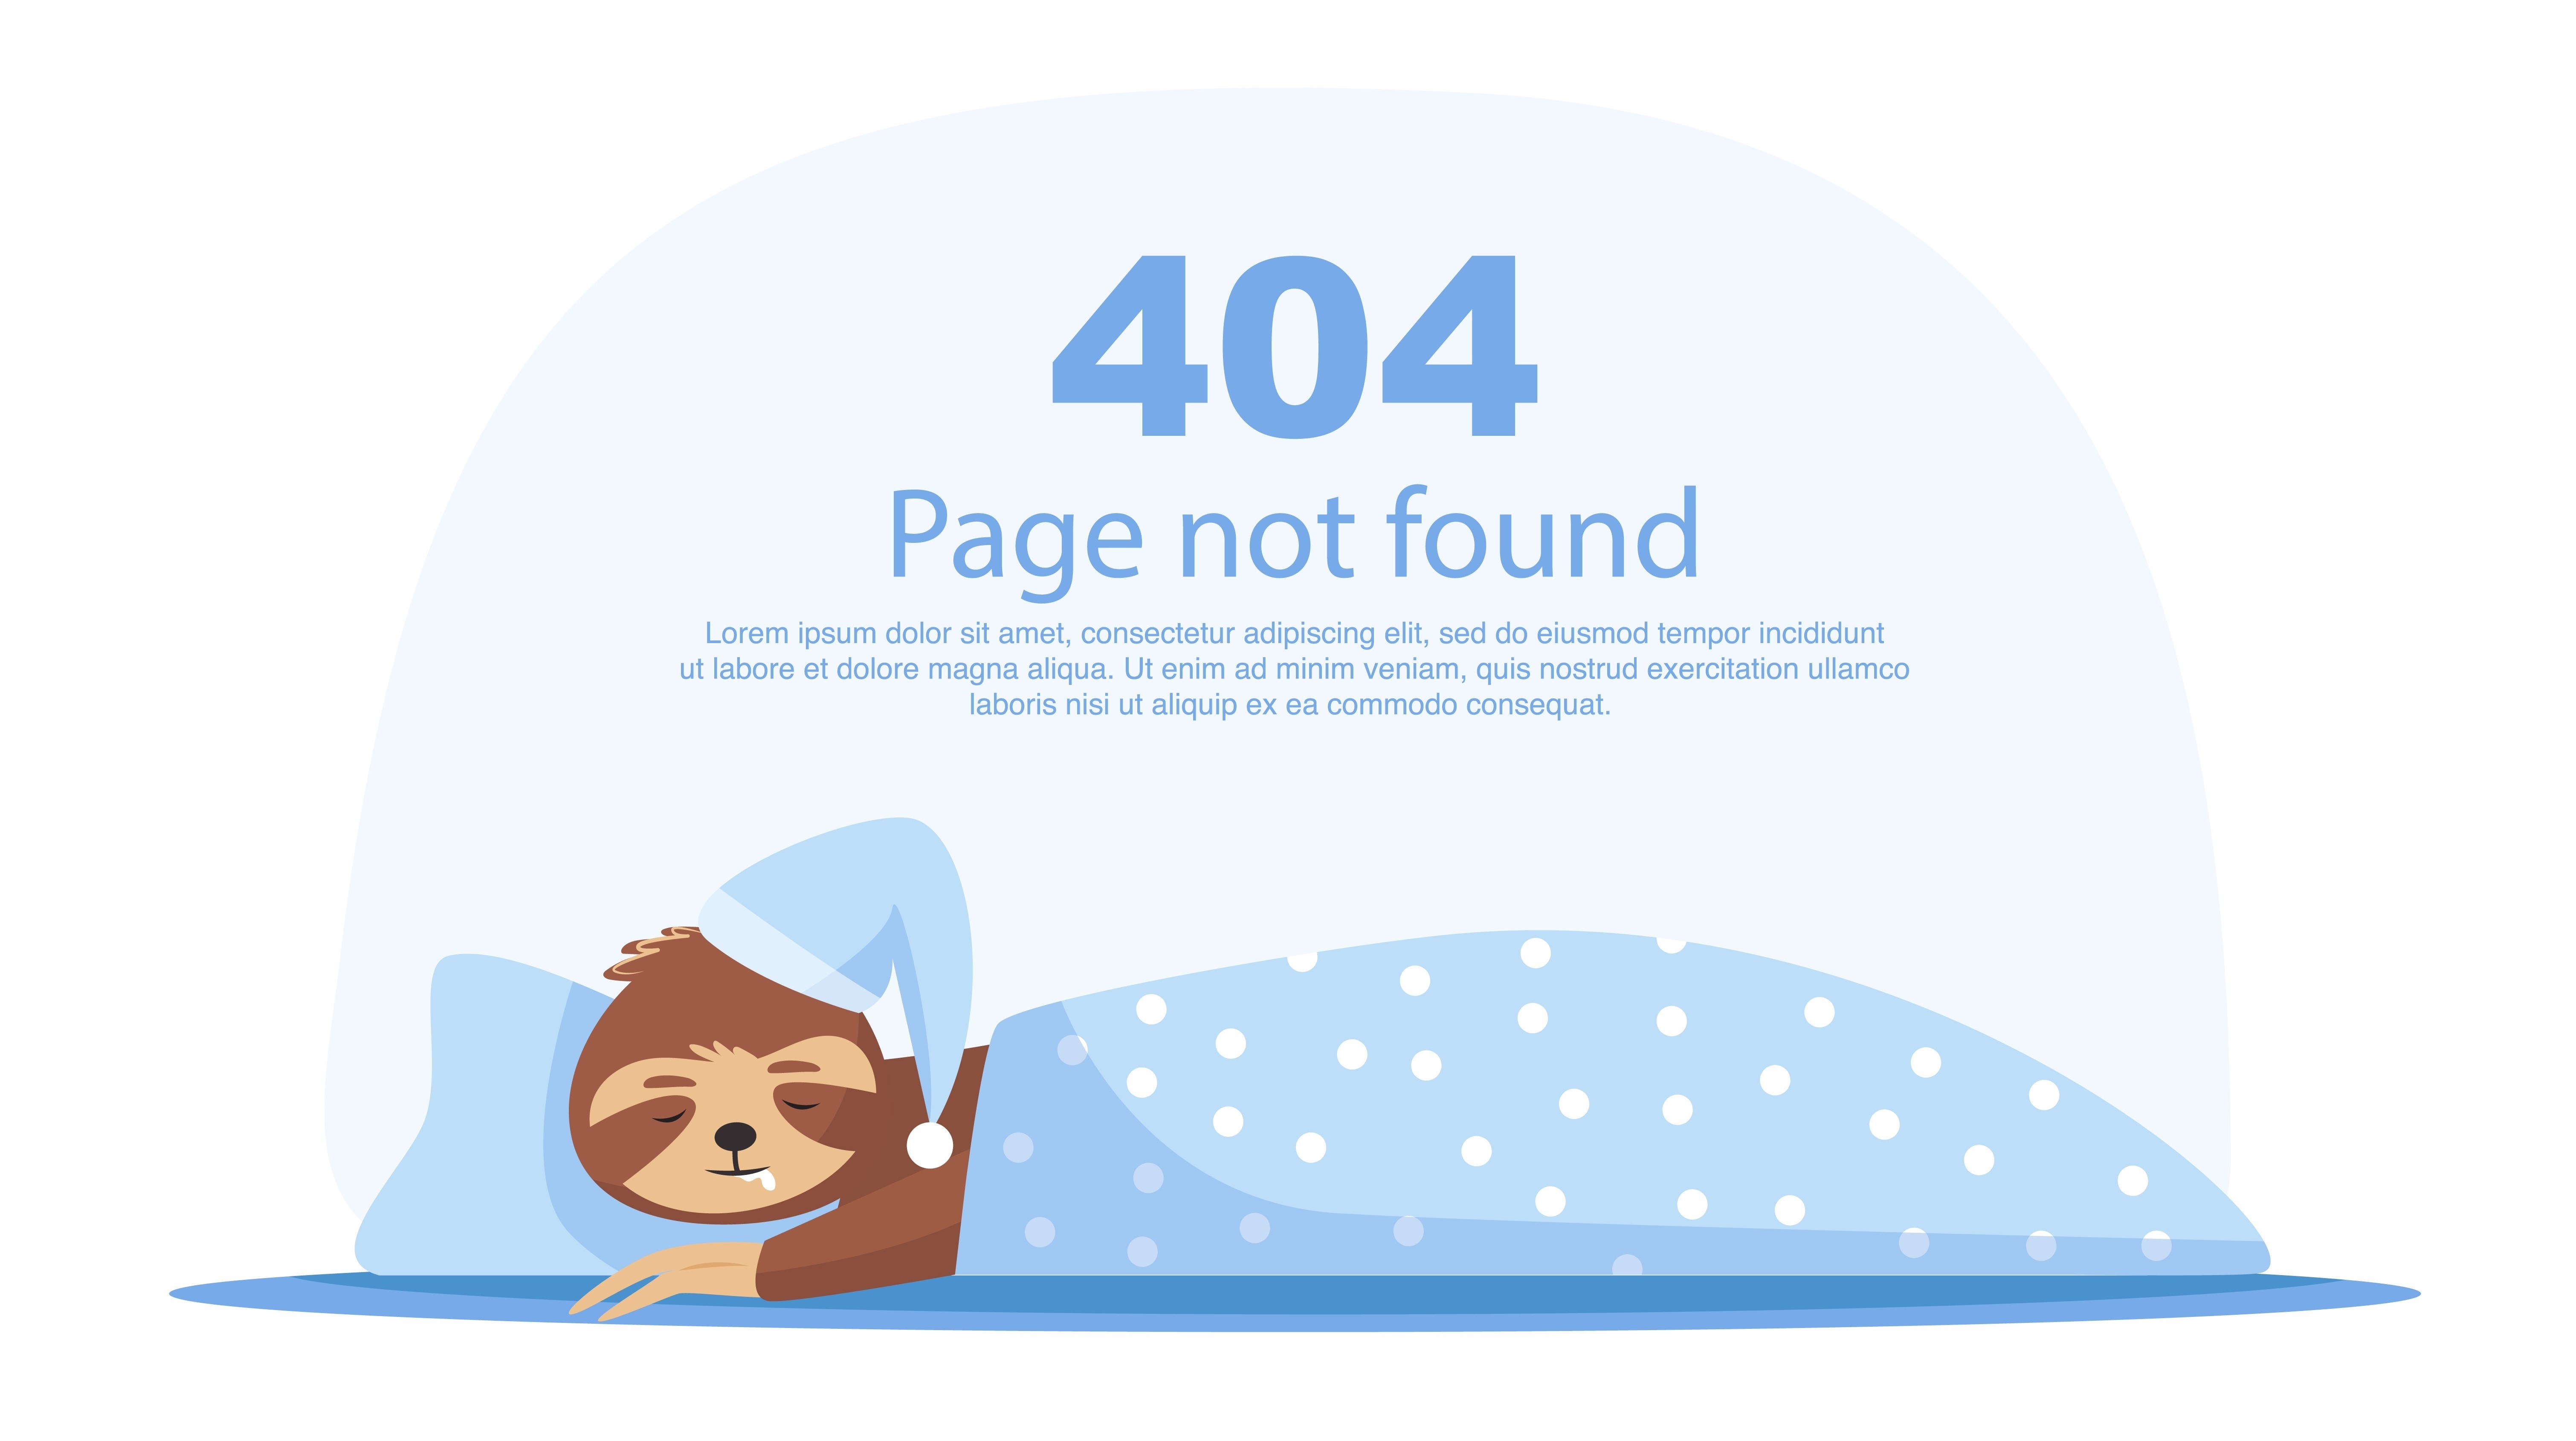 404
Page not found
Lorem ipsum dolor sit amet, consectetur adipiscing elit, sed do eiusmod tempor incididunt
ut labore et dolore magna aliqua. Ut enim ad minim veniam, quis nostrud exercitation ullamco
laboris nisi ut aliquip ex ea commodo consequat.